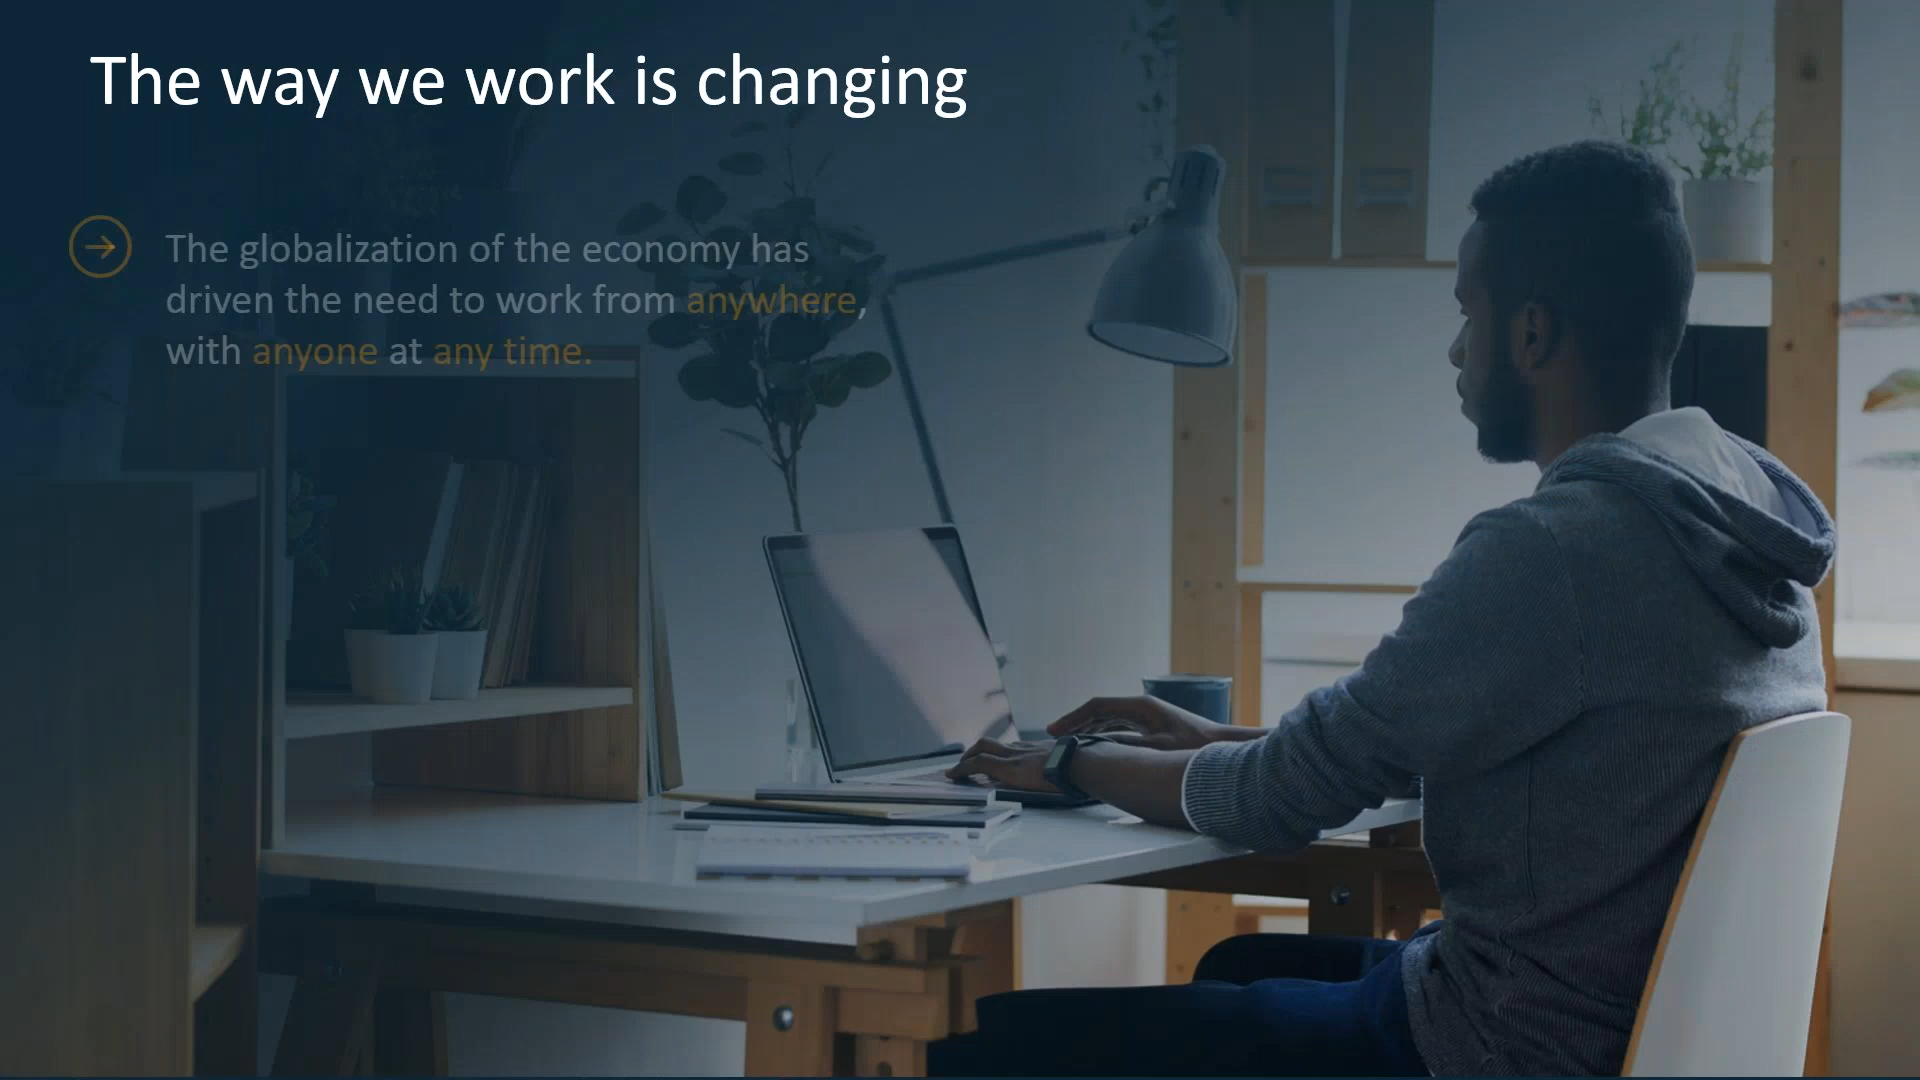 The way we work is changing
The globalization of the economy has
driven the need to work from anywhere,
with anyone at any time.